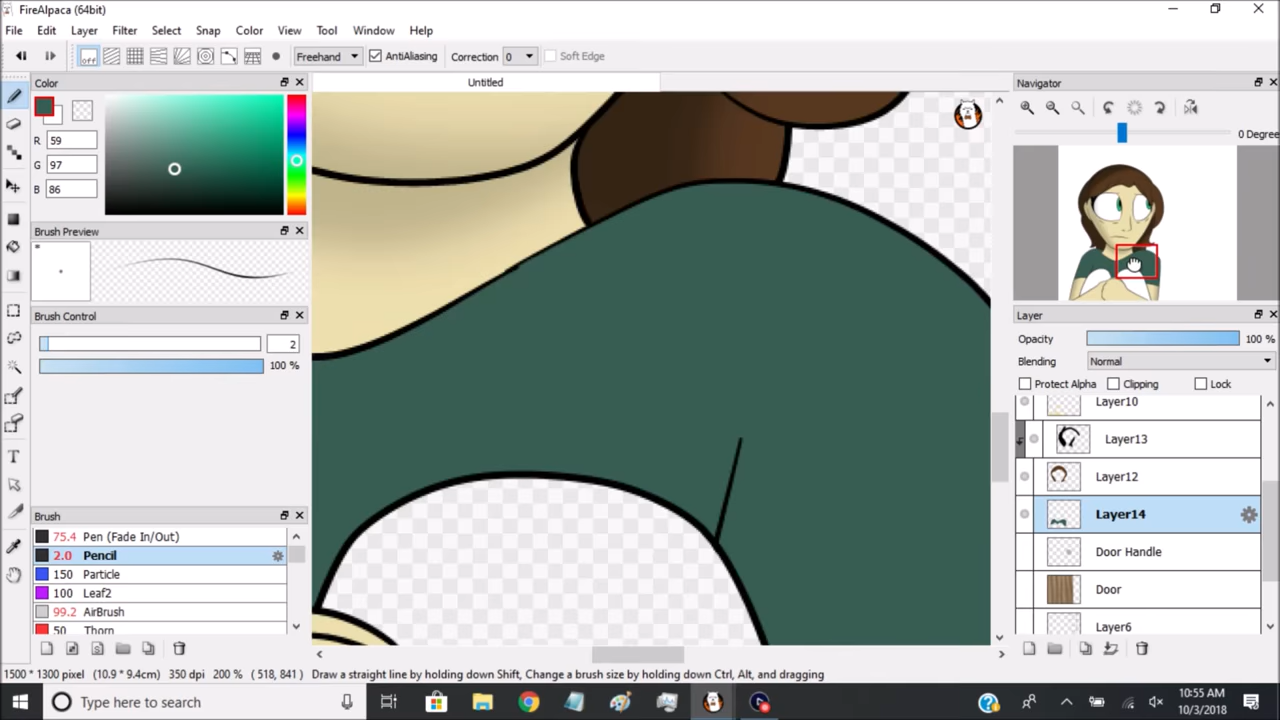 FireAlpaca (64bit)
File Edit Layer Filter Select Snap Color View Tool Window Help
off Freehand AntiAliasing Correction 0 Soft Edge
Color
R 59
G 97
B 86
Brush Preview
Brush Control
2
100 %
Brush
75.4 Pen (Fade In/Out)
2.0 Pencil
150 Particle
100 Leaf2
99.2 AirBrush
50 Thorn
Untitled
Navigator
0 Degree
Layer
Opacity 100 %
Blending Normal
Protect Alpha Clipping Lock
Layer10
Layer13
Layer12
Layer14
Door Handle
Door
Layer6
1500 * 1300 pixel (10.9 * 9.4cm) 350 dpi 200 % ( 518, 841 ) Draw a straight line by holding down Shift, Change a brush size by holding down Ctrl, Alt, and dragging
Type here to search
10:55 AM
10/3/2018